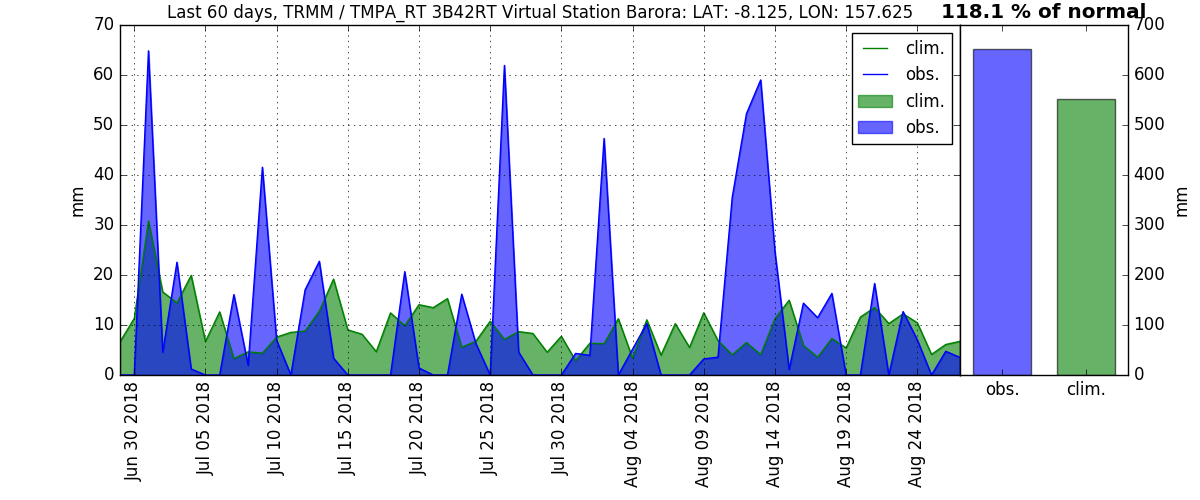 Last 60 days, TRMM / TMPA_RT 3B42RT Virtual Station Barora: LAT: -8.125, LON: 157.625
118.1 % of normal
70
60
50
40
30
20
10
0
mm
clim.
obs.
clim.
obs.
700
600
500
400
300
200
100
0
mm
Jun 30 2018
Jul 05 2018
Jul 10 2018
Jul 15 2018
Jul 20 2018
Jul 25 2018
Jul 30 2018
Aug 04 2018
Aug 09 2018
Aug 14 2018
Aug 19 2018
Aug 24 2018
obs.
clim.